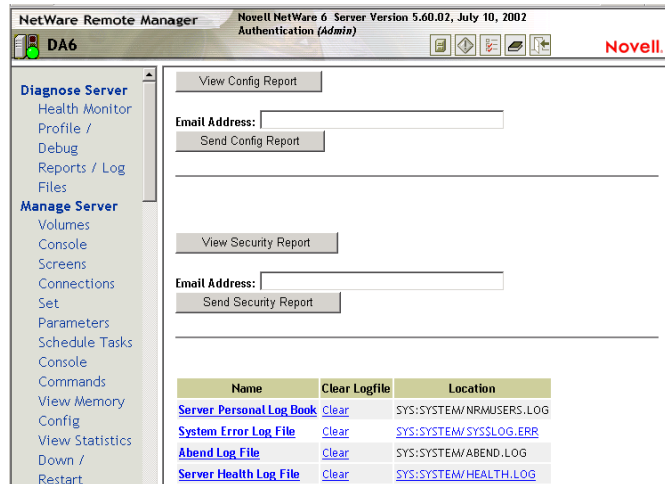 NetWare Remote Manager
Novell NetWare 6 Server Version 5.60.02, July 10, 2002
Authentication (Admin)
DA6
Novell.
Diagnose Server
Health Monitor
Profile /
Debug
Reports / Log
Files
Manage Server
Volumes
Console
Screens
Connections
Set
Parameters
Schedule Tasks
Console
Commands
View Memory
Config
View Statistics
Down /
Restart
View Config Report
Email Address:
Send Config Report
View Security Report
Email Address:
Send Security Report
Name Clear Logfile Location
Server Personal Log Book Clear SYS:SYSTEM/NRMUSERS.LOG
System Error Log File Clear SYS:SYSTEM/SYS$LOG.ERR
Abend Log File Clear SYS:SYSTEM/ABEND.LOG
Server Health Log File Clear SYS:SYSTEM/HEALTH.LOG